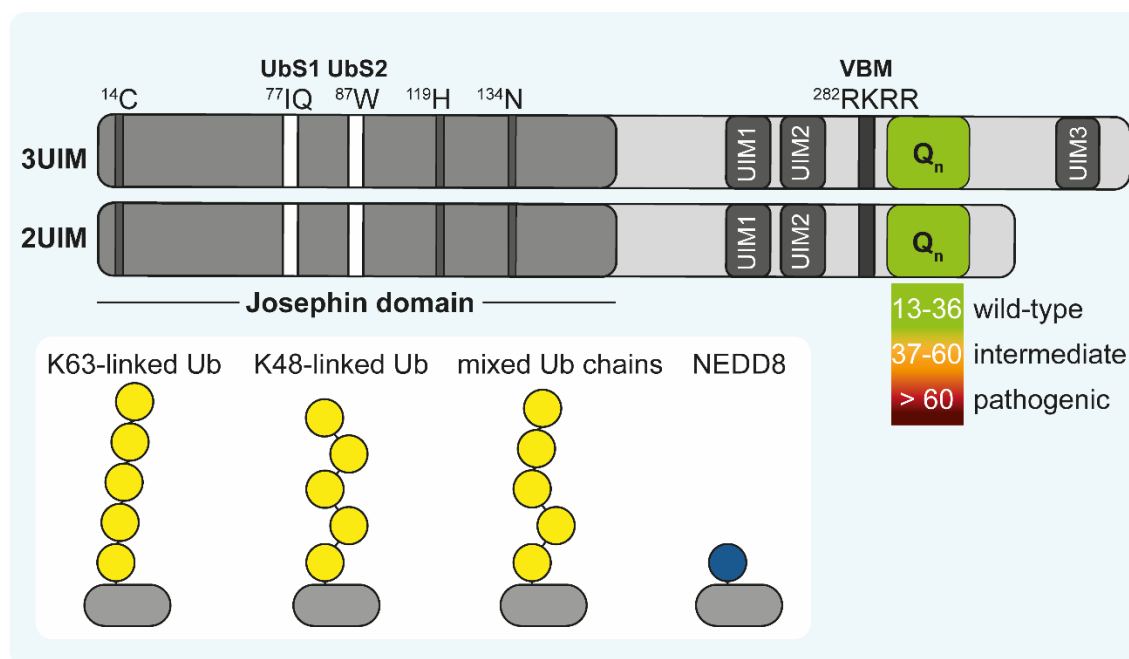 UbS1 UbS2 VBM
¹⁴C ⁷⁷IQ ⁸⁷W ¹¹⁹H ¹³⁴N ²⁸²RKRR
3UIM UIM1 UIM2 Qn UIM3
2UIM UIM1 UIM2 Qn
Josephin domain
13-36 wild-type
37-60 intermediate
> 60 pathogenic
K63-linked Ub K48-linked Ub mixed Ub chains NEDD8